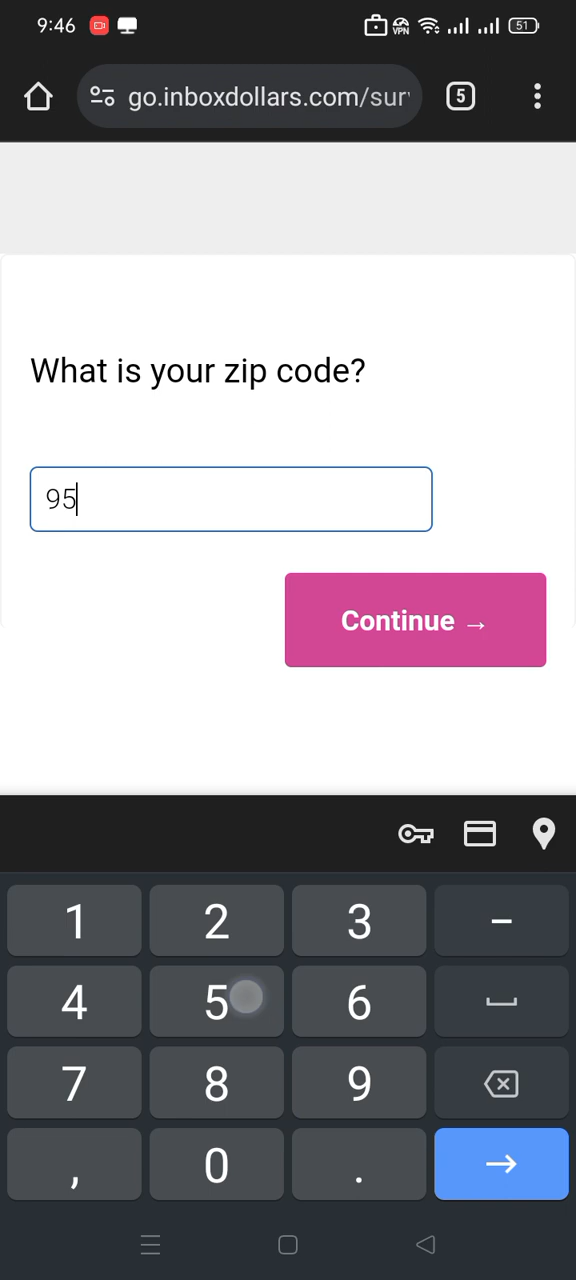 9:46 VPN 51
go.inboxdollars.com/sur
5
What is your zip code?
95
Continue →
1 2 3 –
4 5 6
7 8 9
, 0 . →